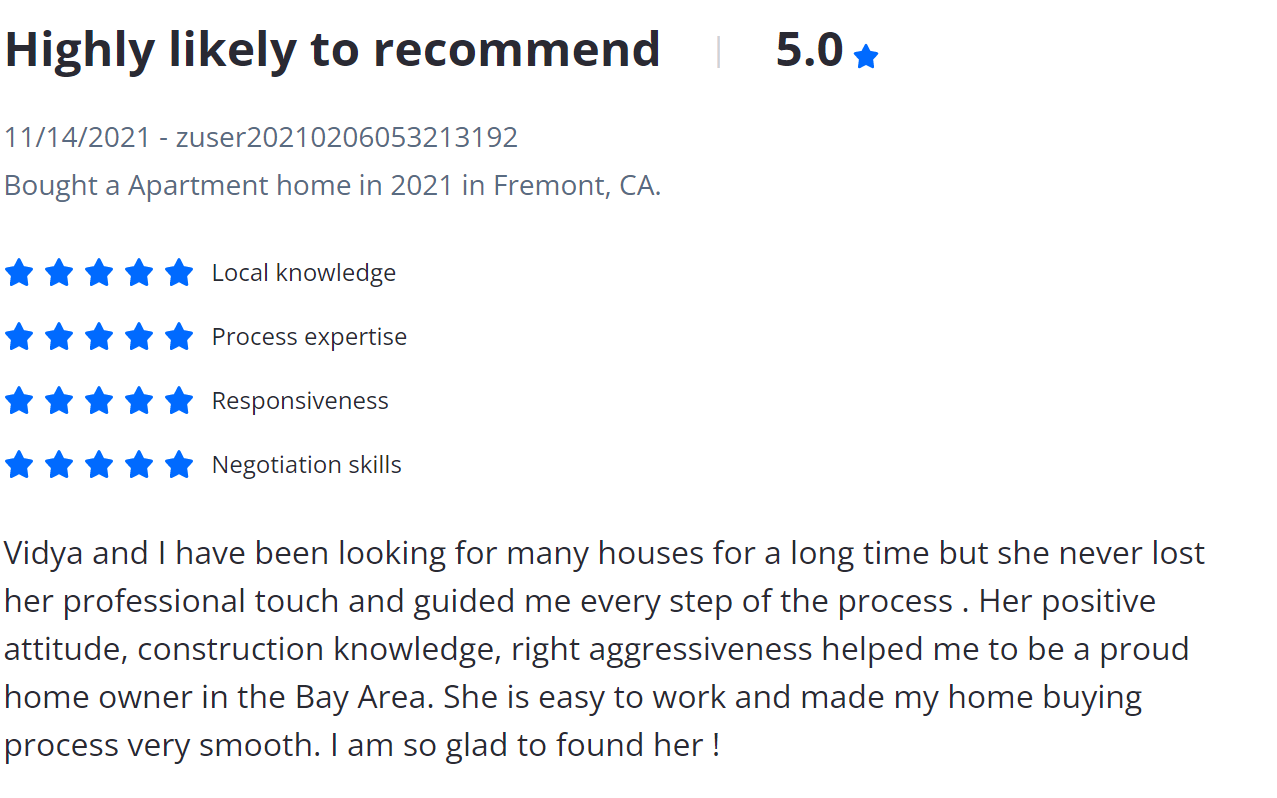 Highly likely to recommend | 5.0
11/14/2021 - zuser20210206053213192
Bought a Apartment home in 2021 in Fremont, CA.
Local knowledge
Process expertise
Responsiveness
Negotiation skills
Vidya and I have been looking for many houses for a long time but she never lost
her professional touch and guided me every step of the process . Her positive
attitude, construction knowledge, right aggressiveness helped me to be a proud
home owner in the Bay Area. She is easy to work and made my home buying
process very smooth. I am so glad to found her !